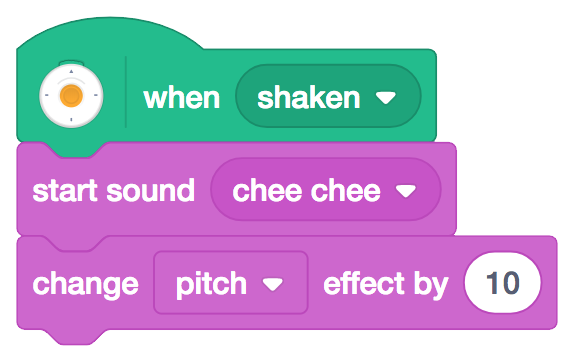 when shaken
start sound chee chee
change pitch effect by 10